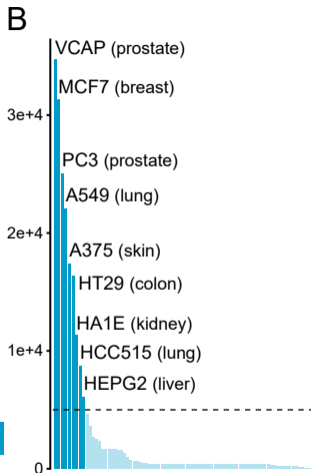 B
VCAP (prostate)
MCF7 (breast)
3e+4
PC3 (prostate)
A549 (lung)
2e+4
A375 (skin)
HT29 (colon)
HA1E (kidney)
1e+4
HCC515 (lung)
HEPG2 (liver)
0